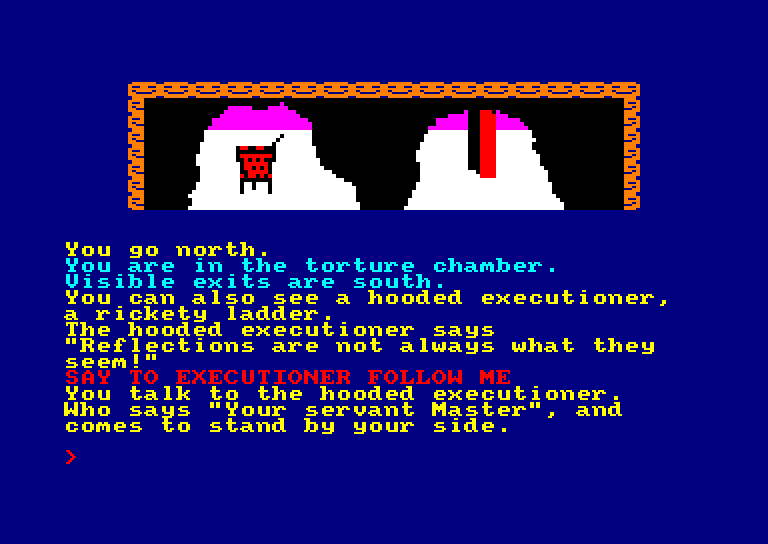 You go north.
You are in the torture chamber.
Visible exits are south.
You can also see a hooded executioner,
a rickety ladder.
The hooded executioner says
"Reflections are not always what they
seem!"
SAY TO EXECUTIONER FOLLOW ME
You talk to the hooded executioner.
Who says "Your servant Master", and
comes to stand by your side.
>